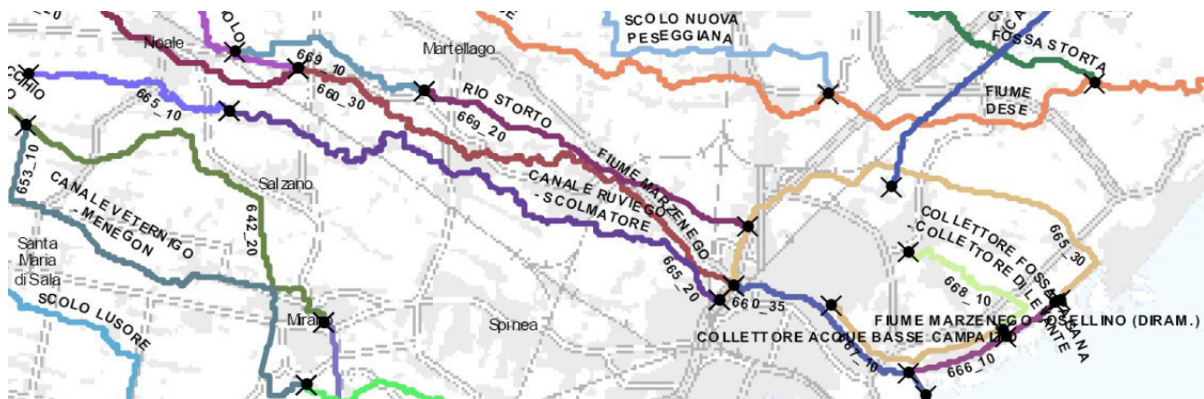 SCOLO NUOVA
PESEGGIANA
FOSSA STORTA
Noale
Martellago
669_10
660_30
665_10
RIO STORTO
669_20
FIUME
DESE
653_10
CANALE VETERNIGO
- MENEGON
Salzano
642_20
CANALE RUVIEGO
- SCOLMATORE
FIUME MARZENEGO
COLLETTORE FOSSA PAGANA
- COLLETTORE DI LEVANTE
665_30
Santa
Maria
di Sala
SCOLO LUSORE
665_20
660_35
668_10
Spinea
FIUME MARZENEGO - OSELLINO (DIRAM.)
COLLETTORE ACQUE BASSE CAMPALTO
666_10